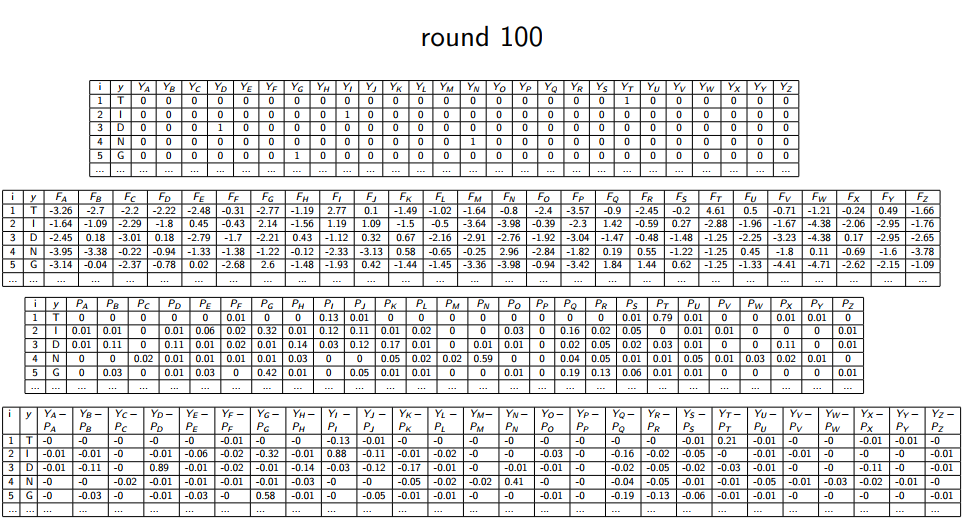 round 100
i y Y_A Y_B Y_C Y_D Y_E Y_F Y_G Y_H Y_I Y_J Y_K Y_L Y_M Y_N Y_O Y_P Y_Q Y_R Y_S Y_T Y_U Y_V Y_W Y_X Y_Y Y_Z
1 T 0 0 0 0 0 0 0 0 0 0 0 0 0 0 0 0 0 0 0 1 0 0 0 0 0 0
2 I 0 0 0 0 0 0 0 0 1 0 0 0 0 0 0 0 0 0 0 0 0 0 0 0 0 0
3 D 0 0 0 1 0 0 0 0 0 0 0 0 0 0 0 0 0 0 0 0 0 0 0 0 0 0
4 N 0 0 0 0 0 0 0 0 0 0 0 0 0 1 0 0 0 0 0 0 0 0 0 0 0 0
5 G 0 0 0 0 0 0 1 0 0 0 0 0 0 0 0 0 0 0 0 0 0 0 0 0 0 0
... ... ... ... ... ... ... ... ... ... ... ... ... ... ... ... ... ... ... ... ... ... ... ... ... ... ... ...
i y F_A F_B F_C F_D F_E F_F F_G F_H F_I F_J F_K F_L F_M F_N F_O F_P F_Q F_R F_S F_T F_U F_V F_W F_X F_Y F_Z
1 T -3.26 -2.7 -2.2 -2.22 -2.48 -0.31 -2.77 -1.19 2.77 0.1 -1.49 -1.02 -1.64 -0.8 -2.4 -3.57 -0.9 -2.45 -0.2 4.61 0.5 -0.71 -1.21 -0.24 0.49 -1.66
2 I -1.64 -1.09 -2.29 -1.8 0.45 -0.43 2.14 -1.56 1.19 1.09 -1.5 -0.5 -3.64 -3.98 -0.39 -2.3 1.42 -0.59 0.27 -2.88 -1.96 -1.67 -4.38 -2.06 -2.95 -1.76
3 D -2.45 0.18 -3.01 0.18 -2.79 -1.7 -2.21 0.43 -1.12 0.32 0.67 -2.16 -2.91 -2.76 -1.92 -3.04 -1.47 -0.48 -1.48 -1.25 -2.25 -3.23 -4.38 0.17 -2.95 -2.65
4 N -3.95 -3.38 -0.22 -0.94 -1.33 -1.38 -1.22 -0.12 -2.33 -3.13 0.58 -0.65 -0.25 2.96 -2.84 -1.82 0.19 0.55 -1.22 -1.25 0.45 -1.8 0.11 -0.69 -1.6 -3.78
5 G -3.14 -0.04 -2.37 -0.78 0.02 -2.68 2.6 -1.48 -1.93 0.42 -1.44 -1.45 -3.36 -3.98 -0.94 -3.42 1.84 1.44 0.62 -1.25 -1.33 -4.41 -4.71 -2.62 -2.15 -1.09
... ... ... ... ... ... ... ... ... ... ... ... ... ... ... ... ... ... ... ... ... ... ... ... ... ... ... ...
i y P_A P_B P_C P_D P_E P_F P_G P_H P_I P_J P_K P_L P_M P_N P_O P_P P_Q P_R P_S P_T P_U P_V P_W P_X P_Y P_Z
1 T 0 0 0 0 0 0.01 0 0 0.13 0.01 0 0 0 0 0 0 0 0 0.01 0.79 0.01 0 0 0.01 0.01 0
2 I 0.01 0.01 0 0.01 0.06 0.02 0.32 0.01 0.12 0.11 0.01 0.02 0 0 0.03 0 0.16 0.02 0.05 0 0.01 0.01 0 0 0 0.01
3 D 0.01 0.11 0 0.11 0.01 0.02 0.01 0.14 0.03 0.12 0.17 0.01 0 0.01 0.01 0 0.02 0.05 0.02 0.03 0.01 0 0 0.11 0 0.01
4 N 0 0 0.02 0.01 0.01 0.01 0.01 0.03 0 0 0.05 0.02 0.02 0.59 0 0 0.04 0.05 0.01 0.01 0.05 0.01 0.03 0.02 0.01 0
5 G 0 0.03 0 0.01 0.03 0 0.42 0.01 0 0.05 0.01 0.01 0 0 0.01 0 0.19 0.13 0.06 0.01 0.01 0 0 0 0 0.01
... ... ... ... ... ... ... ... ... ... ... ... ... ... ... ... ... ... ... ... ... ... ... ... ... ... ... ...
i y Y_A − Y_B − Y_C − Y_D − Y_E − Y_F − Y_G − Y_H − Y_I − Y_J − Y_K − Y_L − Y_M − Y_N − Y_O − Y_P − Y_Q − Y_R − Y_S − Y_T − Y_U − Y_V − Y_W − Y_X − Y_Y − Y_Z −
P_A P_B P_C P_D P_E P_F P_G P_H P_I P_J P_K P_L P_M P_N P_O P_P P_Q P_R P_S P_T P_U P_V P_W P_X P_Y P_Z
1 T -0 -0 -0 -0 -0 -0.01 -0 -0 -0.13 -0.01 -0 -0 -0 -0 -0 -0 -0 -0 -0.01 0.21 -0.01 -0 -0 -0.01 -0.01 -0
2 I -0.01 -0.01 -0 -0.01 -0.06 -0.02 -0.32 -0.01 0.88 -0.11 -0.01 -0.02 -0 -0 -0.03 -0 -0.16 -0.02 -0.05 -0 -0.01 -0.01 -0 -0 -0 -0.01
3 D -0.01 -0.11 -0 0.89 -0.01 -0.02 -0.01 -0.14 -0.03 -0.12 -0.17 -0.01 -0 -0.01 -0.01 -0 -0.02 -0.05 -0.02 -0.03 -0.01 -0 -0 -0.11 -0 -0.01
4 N -0 -0 -0.02 -0.01 -0.01 -0.01 -0.01 -0.03 -0 -0 -0.05 -0.02 -0.02 0.41 -0 -0 -0.04 -0.05 -0.01 -0.01 -0.05 -0.01 -0.03 -0.02 -0.01 -0
5 G -0 -0.03 -0 -0.01 -0.03 -0 0.58 -0.01 -0 -0.05 -0.01 -0.01 -0 -0 -0.01 -0 -0.19 -0.13 -0.06 -0.01 -0.01 -0 -0 -0 -0 -0.01
... ... ... ... ... ... ... ... ... ... ... ... ... ... ... ... ... ... ... ... ... ... ... ... ... ... ... ...